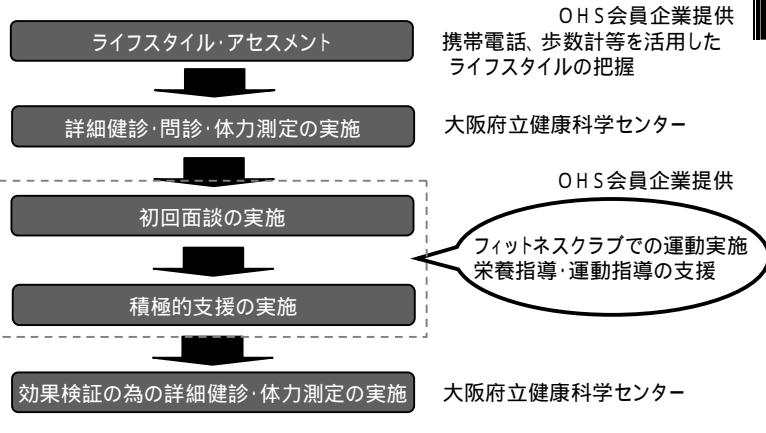 OHS会員企業提供
ライフスタイル・アセスメント
携帯電話、歩数計等を活用した
ライフスタイルの把握
詳細健診・問診・体力測定の実施
大阪府立健康科学センター
OHS会員企業提供
初回面談の実施
フィットネスクラブでの運動実施
栄養指導・運動指導の支援
積極的支援の実施
効果検証の為の詳細健診・体力測定の実施
大阪府立健康科学センター